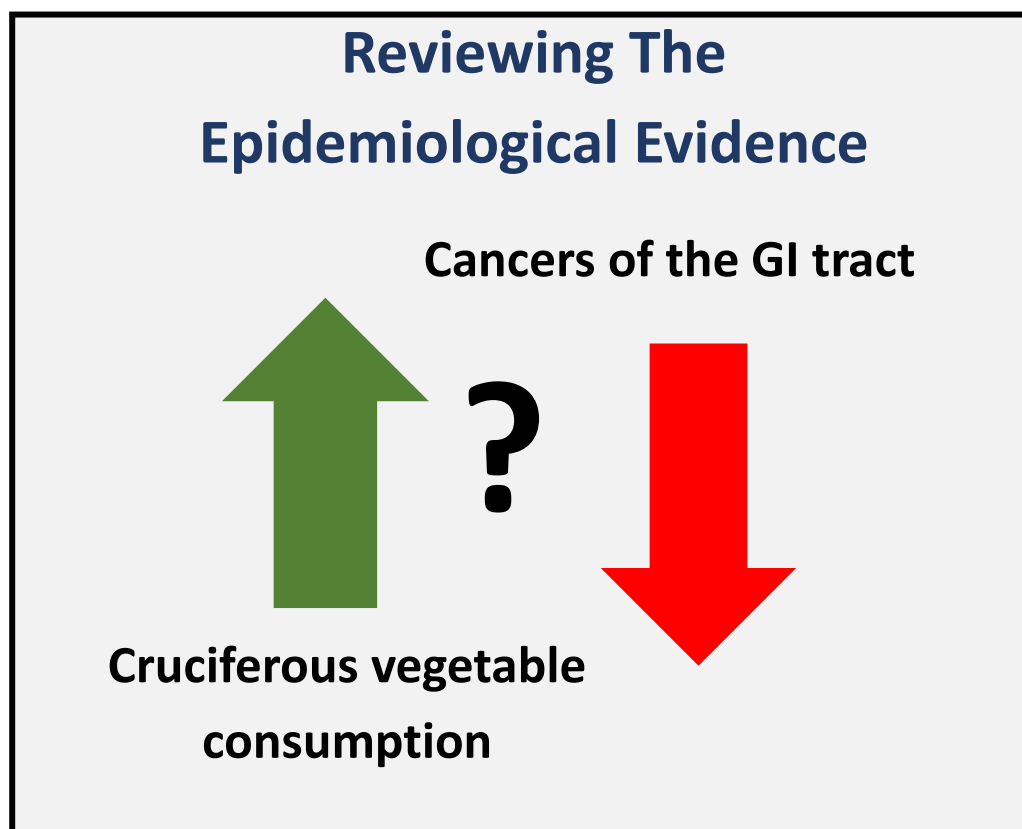 Reviewing The
Epidemiological Evidence
Cancers of the GI tract
?
Cruciferous vegetable
consumption